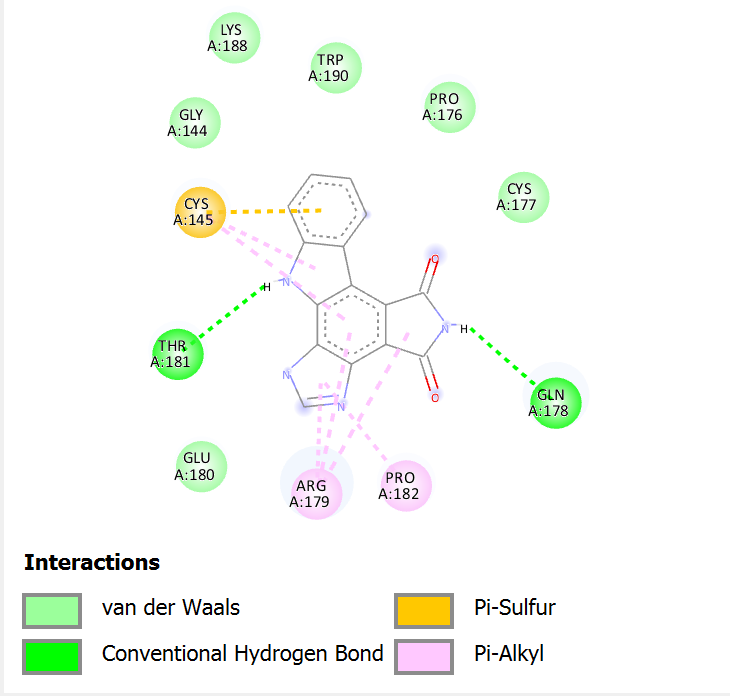 LYS
A:188
TRP
A:190
PRO
A:176
GLY
A:144
CYS
A:177
CYS
A:145
O
H N
N H
THR
A:181
N
N
O
GLN
A:178
GLU
A:180
ARG
A:179
PRO
A:182
Interactions
van der Waals
Pi-Sulfur
Conventional Hydrogen Bond
Pi-Alkyl